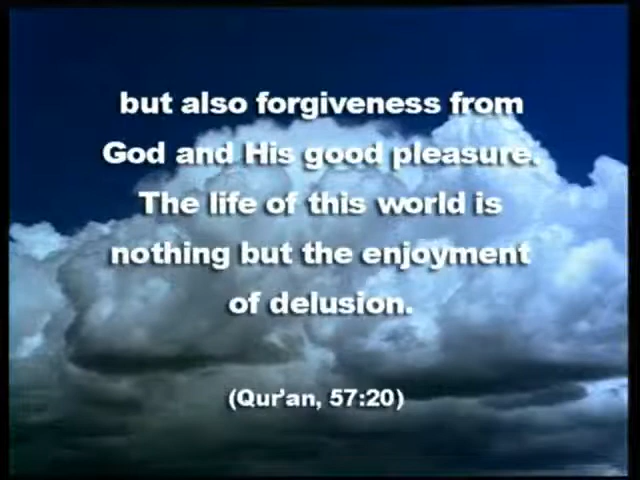 but also forgiveness from
God and His good pleasure.
The life of this world is
nothing but the enjoyment
of delusion.
(Qur'an, 57:20)